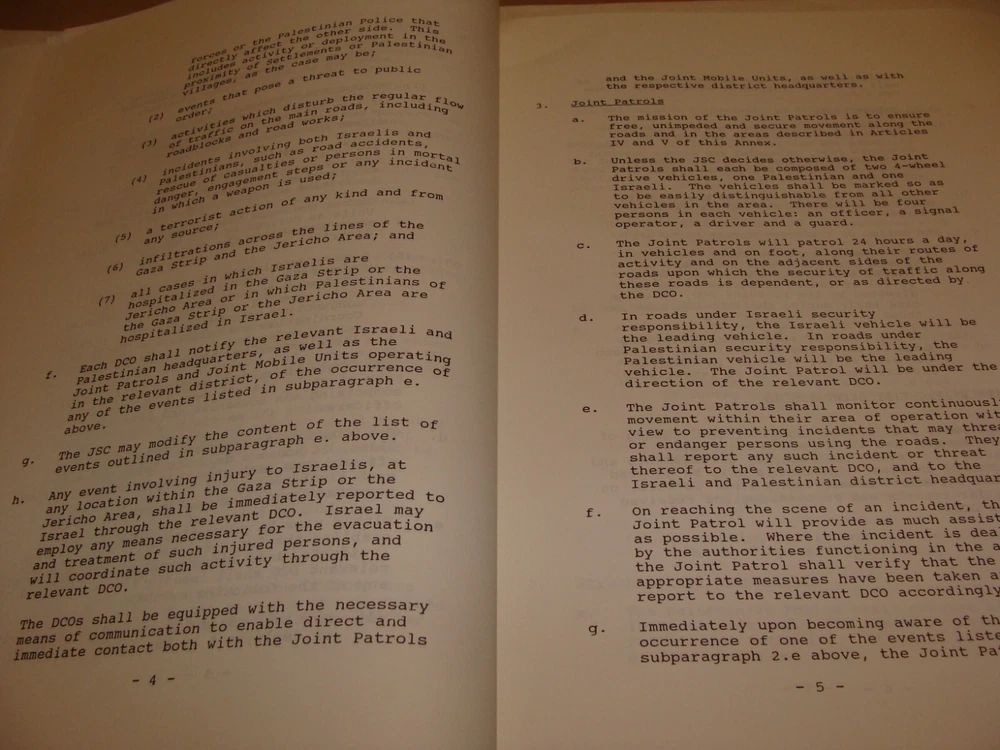 forces or the Palestinian Police that
directly affect the other side. This
includes activity or deployment in the
proximity of Settlements or Palestinian
villages, as the case may be;
(2) events that pose a threat to public
order;
(3) activities which disturb the regular flow
of traffic on the main roads, including
roadblocks and road works;
(4) incidents involving both Israelis and
Palestinians, such as road accidents,
rescue of casualties or persons in mortal
danger, engagement steps or any incident
in which a weapon is used;
(5) a terrorist action of any kind and from
any source;
(6) infiltrations across the lines of the
Gaza Strip and the Jericho Area; and
(7) all cases in which Israelis are
hospitalized in the Gaza Strip or the
Jericho Area or in which Palestinians of
the Gaza Strip or the Jericho Area are
hospitalized in Israel.
f. Each DCO shall notify the relevant Israeli and
Palestinian headquarters, as well as the
Joint Patrols and Joint Mobile Units operating
in the relevant district, of the occurrence of
any of the events listed in subparagraph e.
above.
g. The JSC may modify the content of the list of
events outlined in subparagraph e. above.
h. Any event involving injury to Israelis, at
any location within the Gaza Strip or the
Jericho Area, shall be immediately reported to
Israel through the relevant DCO. Israel may
employ any means necessary for the evacuation
and treatment of such injured persons, and
will coordinate such activity through the
relevant DCO.
The DCOs shall be equipped with the necessary
means of communication to enable direct and
immediate contact both with the Joint Patrols
- 4 -
and the Joint Mobile Units, as well as with
the respective district headquarters.
3. Joint Patrols
a. The mission of the Joint Patrols is to ensure
free, unimpeded and secure movement along the
roads and in the areas described in Articles
IV and V of this Annex.
b. Unless the JSC decides otherwise, the Joint
Patrols shall each be composed of two 4-wheel
drive vehicles, one Palestinian and one
Israeli. The vehicles shall be marked so as
to be easily distinguishable from all other
vehicles in the area. There will be four
persons in each vehicle: an officer, a signal
operator, a driver and a guard.
c. The Joint Patrols will patrol 24 hours a day,
in vehicles and on foot, along their routes of
activity and on the adjacent sides of the
roads upon which the security of traffic along
these roads is dependent, or as directed by
the DCO.
d. In roads under Israeli security
responsibility, the Israeli vehicle will be
the leading vehicle. In roads under
Palestinian security responsibility, the
Palestinian vehicle will be the leading
vehicle. The Joint Patrol will be under the
direction of the relevant DCO.
e. The Joint Patrols shall monitor continuously
movement within their area of operation wit
view to preventing incidents that may threa
or endanger persons using the roads. They
shall report any such incident or threat
thereof to the relevant DCO, and to the
Israeli and Palestinian district headquar
f. On reaching the scene of an incident, th
Joint Patrol will provide as much assist
as possible. Where the incident is dea
by the authorities functioning in the a
the Joint Patrol shall verify that the
appropriate measures have been taken a
report to the relevant DCO accordingly
g. Immediately upon becoming aware of th
occurrence of one of the events liste
subparagraph 2.e above, the Joint Pat
- 5 -